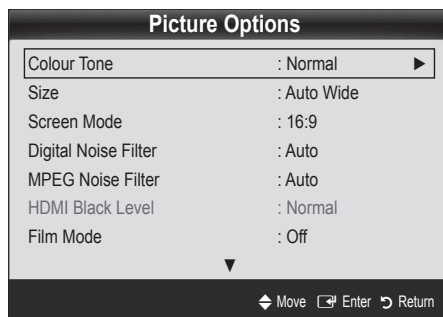 Picture Options
Colour Tone : Normal ▶
Size : Auto Wide
Screen Mode : 16:9
Digital Noise Filter : Auto
MPEG Noise Filter : Auto
HDMI Black Level : Normal
Film Mode : Off
▼
Move Enter Return